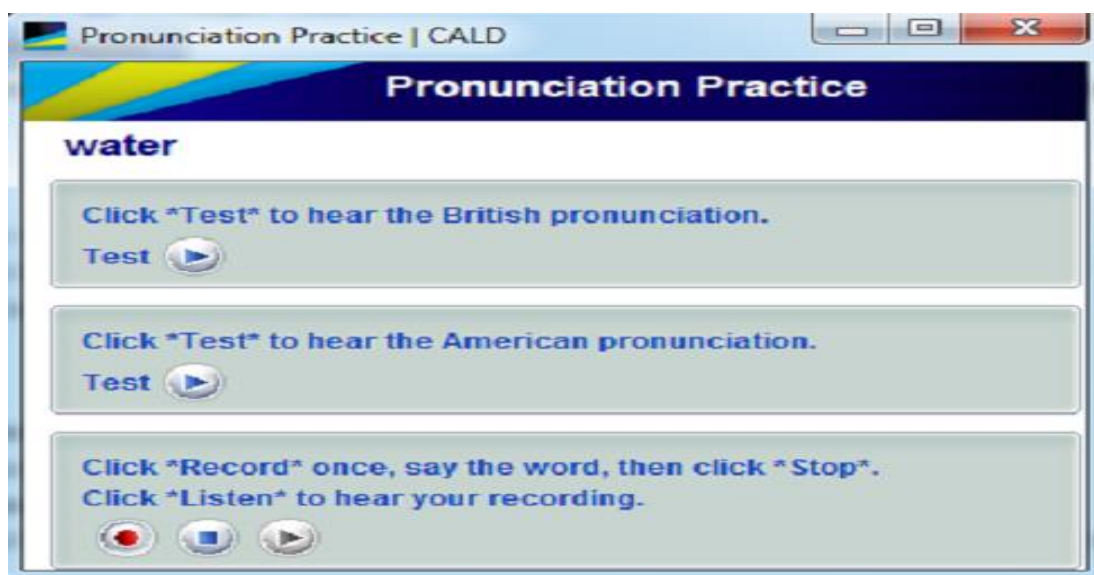 Pronunciation Practice | CALD
Pronunciation Practice
water
Click *Test* to hear the British pronunciation.
Test
Click *Test* to hear the American pronunciation.
Test
Click *Record* once, say the word, then click *Stop*.
Click *Listen* to hear your recording.